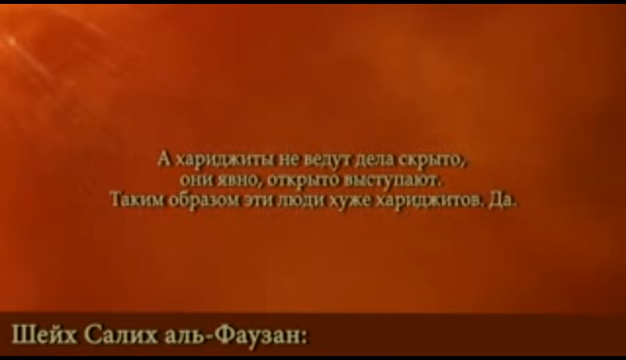 А хариджиты не ведут дела скрыто,
они явно, открыто выступают.
Таким образом эти люди хуже хариджитов. Да.
Шейх Салих аль-Фаузан: